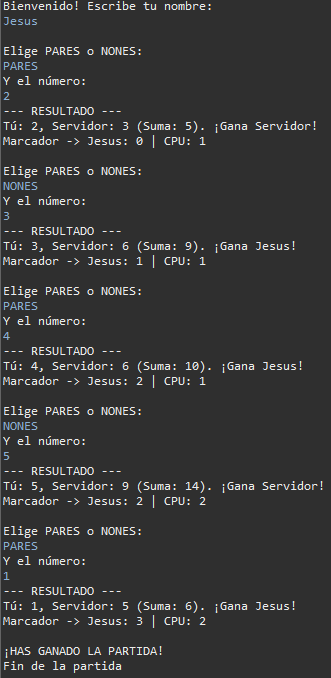 Bienvenido! Escribe tu nombre:
Jesus
Elige PARES o NONES:
PARES
Y el número:
2
--- RESULTADO ---
Tú: 2, Servidor: 3 (Suma: 5). ¡Gana Servidor!
Marcador -> Jesus: 0 | CPU: 1
Elige PARES o NONES:
NONES
Y el número:
3
--- RESULTADO ---
Tú: 3, Servidor: 6 (Suma: 9). ¡Gana Jesus!
Marcador -> Jesus: 1 | CPU: 1
Elige PARES o NONES:
PARES
Y el número:
4
--- RESULTADO ---
Tú: 4, Servidor: 6 (Suma: 10). ¡Gana Jesus!
Marcador -> Jesus: 2 | CPU: 1
Elige PARES o NONES:
NONES
Y el número:
5
--- RESULTADO ---
Tú: 5, Servidor: 9 (Suma: 14). ¡Gana Servidor!
Marcador -> Jesus: 2 | CPU: 2
Elige PARES o NONES:
PARES
Y el número:
1
--- RESULTADO ---
Tú: 1, Servidor: 5 (Suma: 6). ¡Gana Jesus!
Marcador -> Jesus: 3 | CPU: 2
¡HAS GANADO LA PARTIDA!
Fin de la partida